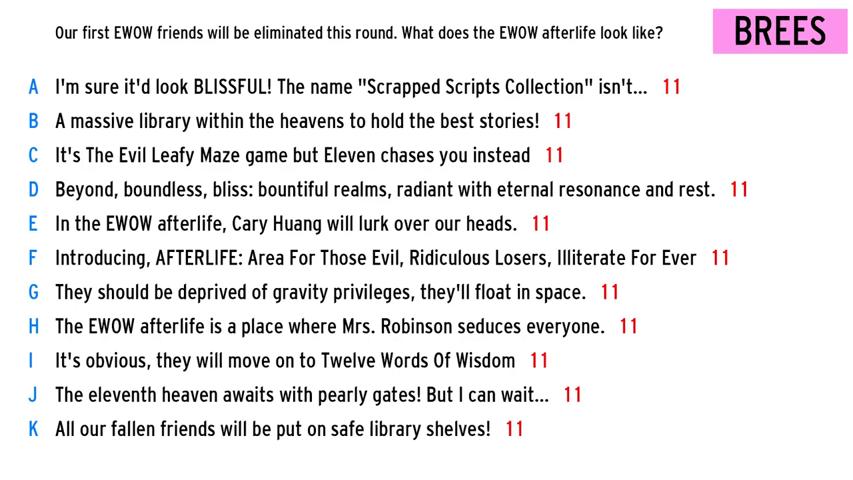 Our first EWOW friends will be eliminated this round. What does the EWOW afterlife look like?
BREES
A I'm sure it'd look BLISSFUL! The name "Scrapped Scripts Collection" isn't... 11
B A massive library within the heavens to hold the best stories! 11
C It's The Evil Leafy Maze game but Eleven chases you instead 11
D Beyond, boundless, bliss: bountiful realms, radiant with eternal resonance and rest. 11
E In the EWOW afterlife, Cary Huang will lurk over our heads. 11
F Introducing, AFTERLIFE: Area For Those Evil, Ridiculous Losers, Illiterate For Ever 11
G They should be deprived of gravity privileges, they'll float in space. 11
H The EWOW afterlife is a place where Mrs. Robinson seduces everyone. 11
I It's obvious, they will move on to Twelve Words Of Wisdom 11
J The eleventh heaven awaits with pearly gates! But I can wait... 11
K All our fallen friends will be put on safe library shelves! 11